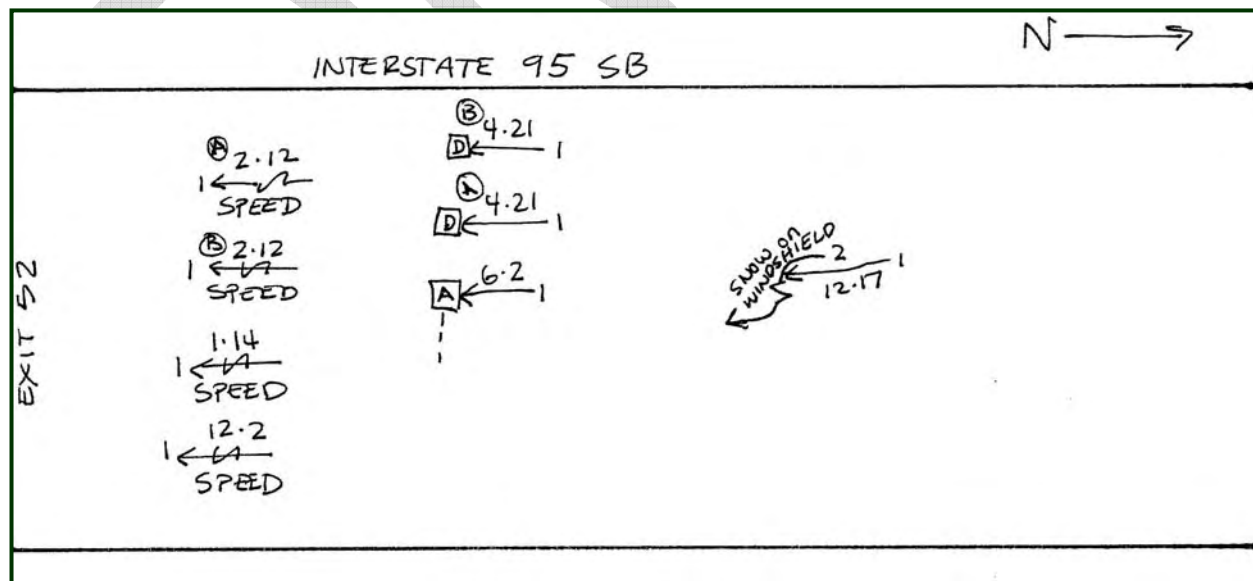 N
INTERSTATE 95 SB
EXIT 52
A 2·12
1
SPEED
B 2·12
1
SPEED
1·14
1
SPEED
12·2
1
SPEED
B 4·21
D 1
A 4·21
D 1
6·2
A 1
SNOW ON
WINDSHIELD
2
1
12·17